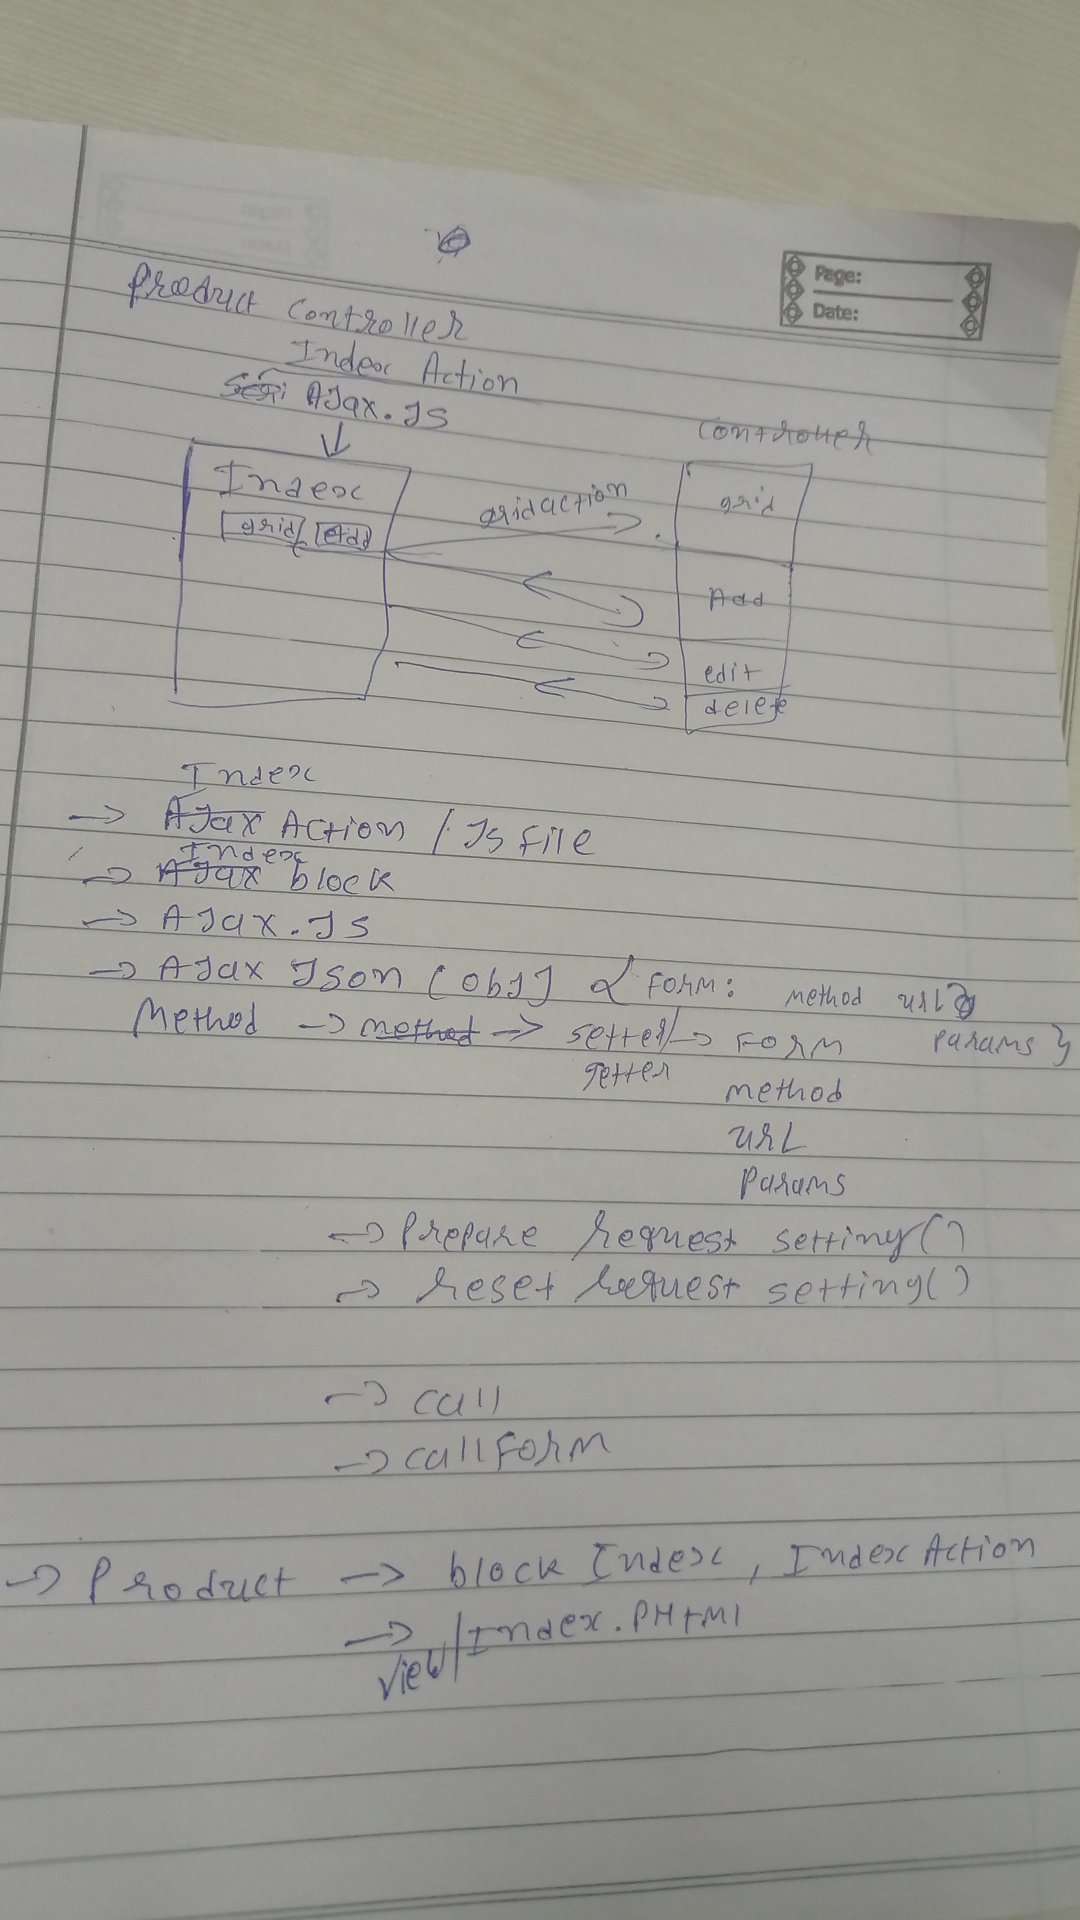 Page:
Date:
Product Controller
Index Action
AJax.JS
Controller
Index
grid Add
gridaction
grid
Add
edit
delete
Index
AJax Action / Js file
Index
→ AJax block
→ AJax.JS
→ AJax Json [obj] { Form: method url
params }
Method → method → setter/ → Form
getter
method
url
Params
→ Prepare request setting()
→ reset request setting()
→ call
→ callForm
→ Product → block Index, Index Action
→ view/Index.PHtml